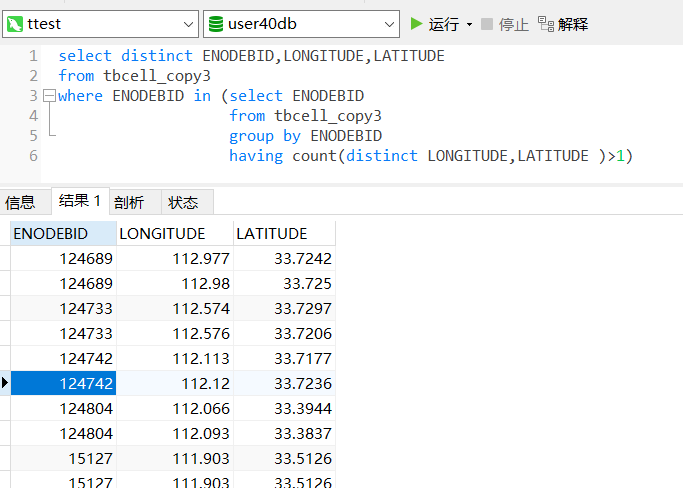 ttest user40db 运行 停止 解释
1 select distinct ENODEBID,LONGITUDE,LATITUDE
2 from tbcell_copy3
3 where ENODEBID in (select ENODEBID
4 from tbcell_copy3
5 group by ENODEBID
6 having count(distinct LONGITUDE,LATITUDE )>1)
信息 结果 1 剖析 状态
ENODEBID LONGITUDE LATITUDE
124689 112.977 33.7242
124689 112.98 33.725
124733 112.574 33.7297
124733 112.576 33.7206
124742 112.113 33.7177
124742 112.12 33.7236
124804 112.066 33.3944
124804 112.093 33.3837
15127 111.903 33.5126
15127 111.903 33.5126